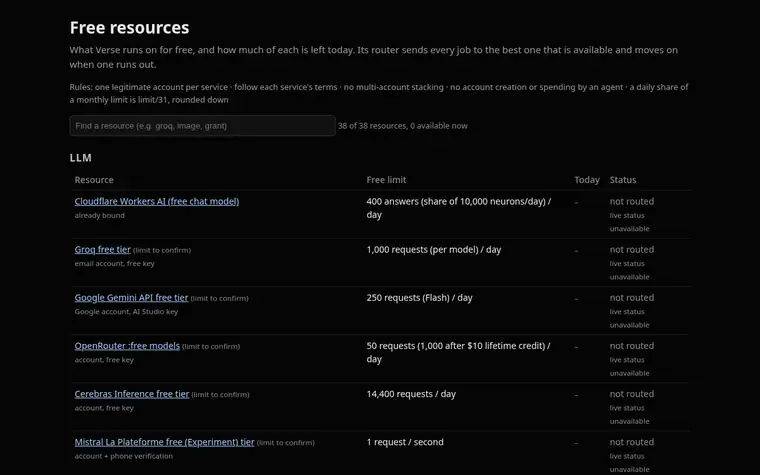 Free resources
What Verse runs on for free, and how much of each is left today. Its router sends every job to the best one that is available and moves on
when one runs out.
Rules: one legitimate account per service · follow each service's terms · no multi-account stacking · no account creation or spending by an agent · a daily share of
a monthly limit is limit/31, rounded down
Find a resource (e.g. groq, image, grant) 38 of 38 resources, 0 available now
LLM
Resource Free limit Today Status
Cloudflare Workers AI (free chat model) 400 answers (share of 10,000 neurons/day) / – not routed
already bound day live status
unavailable
Groq free tier (limit to confirm) 1,000 requests (per model) / day – not routed
email account, free key live status
unavailable
Google Gemini API free tier (limit to confirm) 250 requests (Flash) / day – not routed
Google account, AI Studio key live status
unavailable
OpenRouter :free models (limit to confirm) 50 requests (1,000 after $10 lifetime credit) / – not routed
account, free key day live status
unavailable
Cerebras Inference free tier (limit to confirm) 14,400 requests / day – not routed
account, free key live status
unavailable
Mistral La Plateforme free (Experiment) tier (limit to confirm) 1 request / second – not routed
account + phone verification live status
unavailable